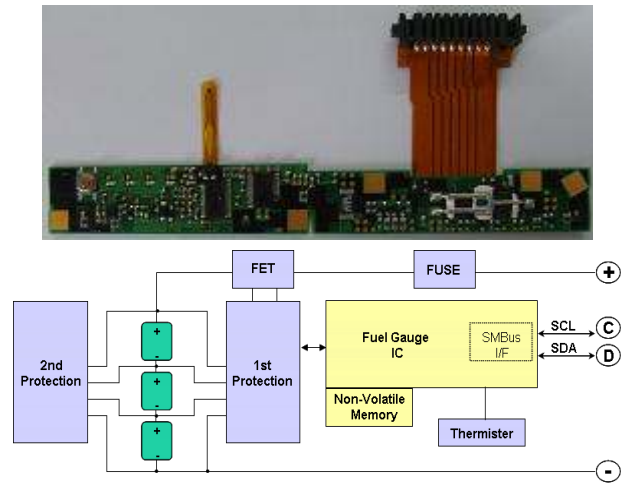 FET
FUSE
+
2nd
Protection
+
-
+
-
+
-
1st
Protection
Fuel Gauge
IC
SMBus
I/F
SCL
SDA
C
D
Non-Volatile
Memory
Thermister
-